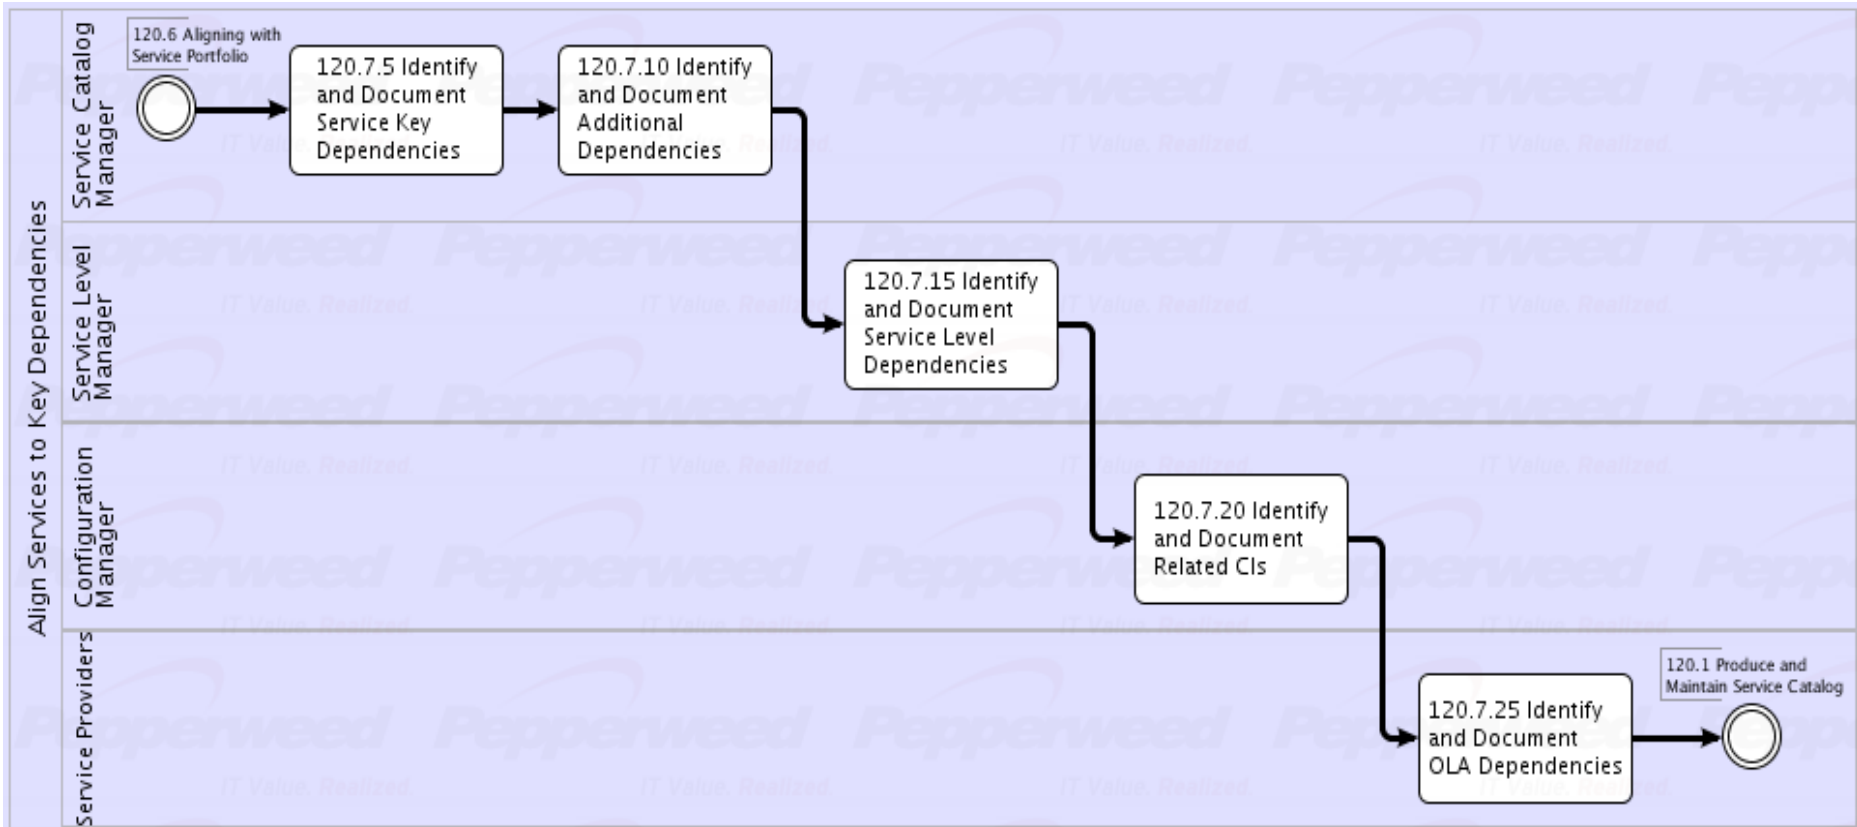 Align Services to Key Dependencies
Service Catalog
Manager
120.6 Aligning with
Service Portfolio
120.7.5 Identify
and Document
Service Key
Dependencies
120.7.10 Identify
and Document
Additional
Dependencies
Service Level
Manager
120.7.15 Identify
and Document
Service Level
Dependencies
Configuration
Manager
120.7.20 Identify
and Document
Related CIs
Service Providers
120.7.25 Identify
and Document
OLA Dependencies
120.1 Produce and
Maintain Service Catalog
Pepperweed
IT Value. Realized.